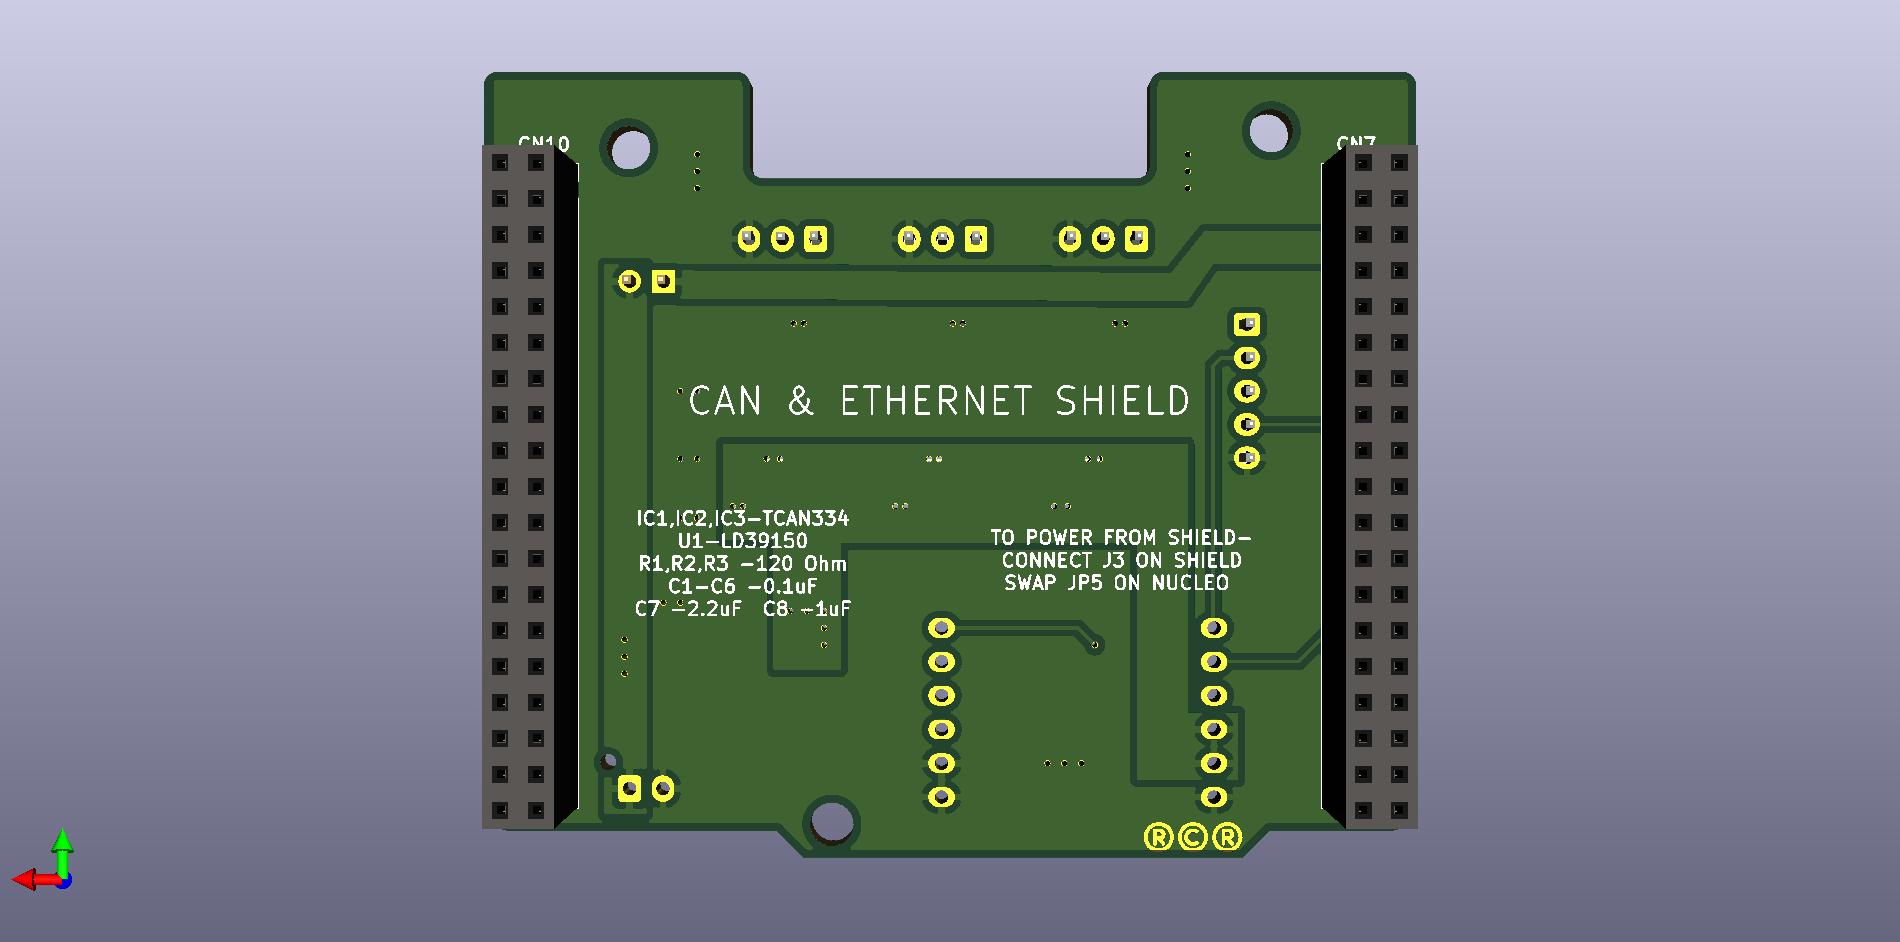 CN10
CN7
CAN & ETHERNET SHIELD
IC1,IC2,IC3-TCAN334
U1-LD39150
R1,R2,R3 -120 Ohm
C1-C6 -0.1uF
C7 -2.2uF C8 -1uF
TO POWER FROM SHIELD-
CONNECT J3 ON SHIELD
SWAP JP5 ON NUCLEO
®©®